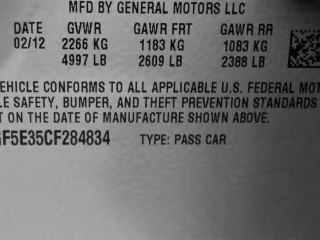 MFD BY GENERAL MOTORS LLC
DATE GVWR GAWR FRT GAWR RR
02/12 2266 KG 1183 KG 1083 KG
4997 LB 2609 LB 2388 LB
VEHICLE CONFORMS TO ALL APPLICABLE U.S. FEDERAL MOT
LE SAFETY, BUMPER, AND THEFT PREVENTION STANDARDS
T ON THE DATE OF MANUFACTURE SHOWN ABOVE.
F5E35CF284834 TYPE: PASS CAR